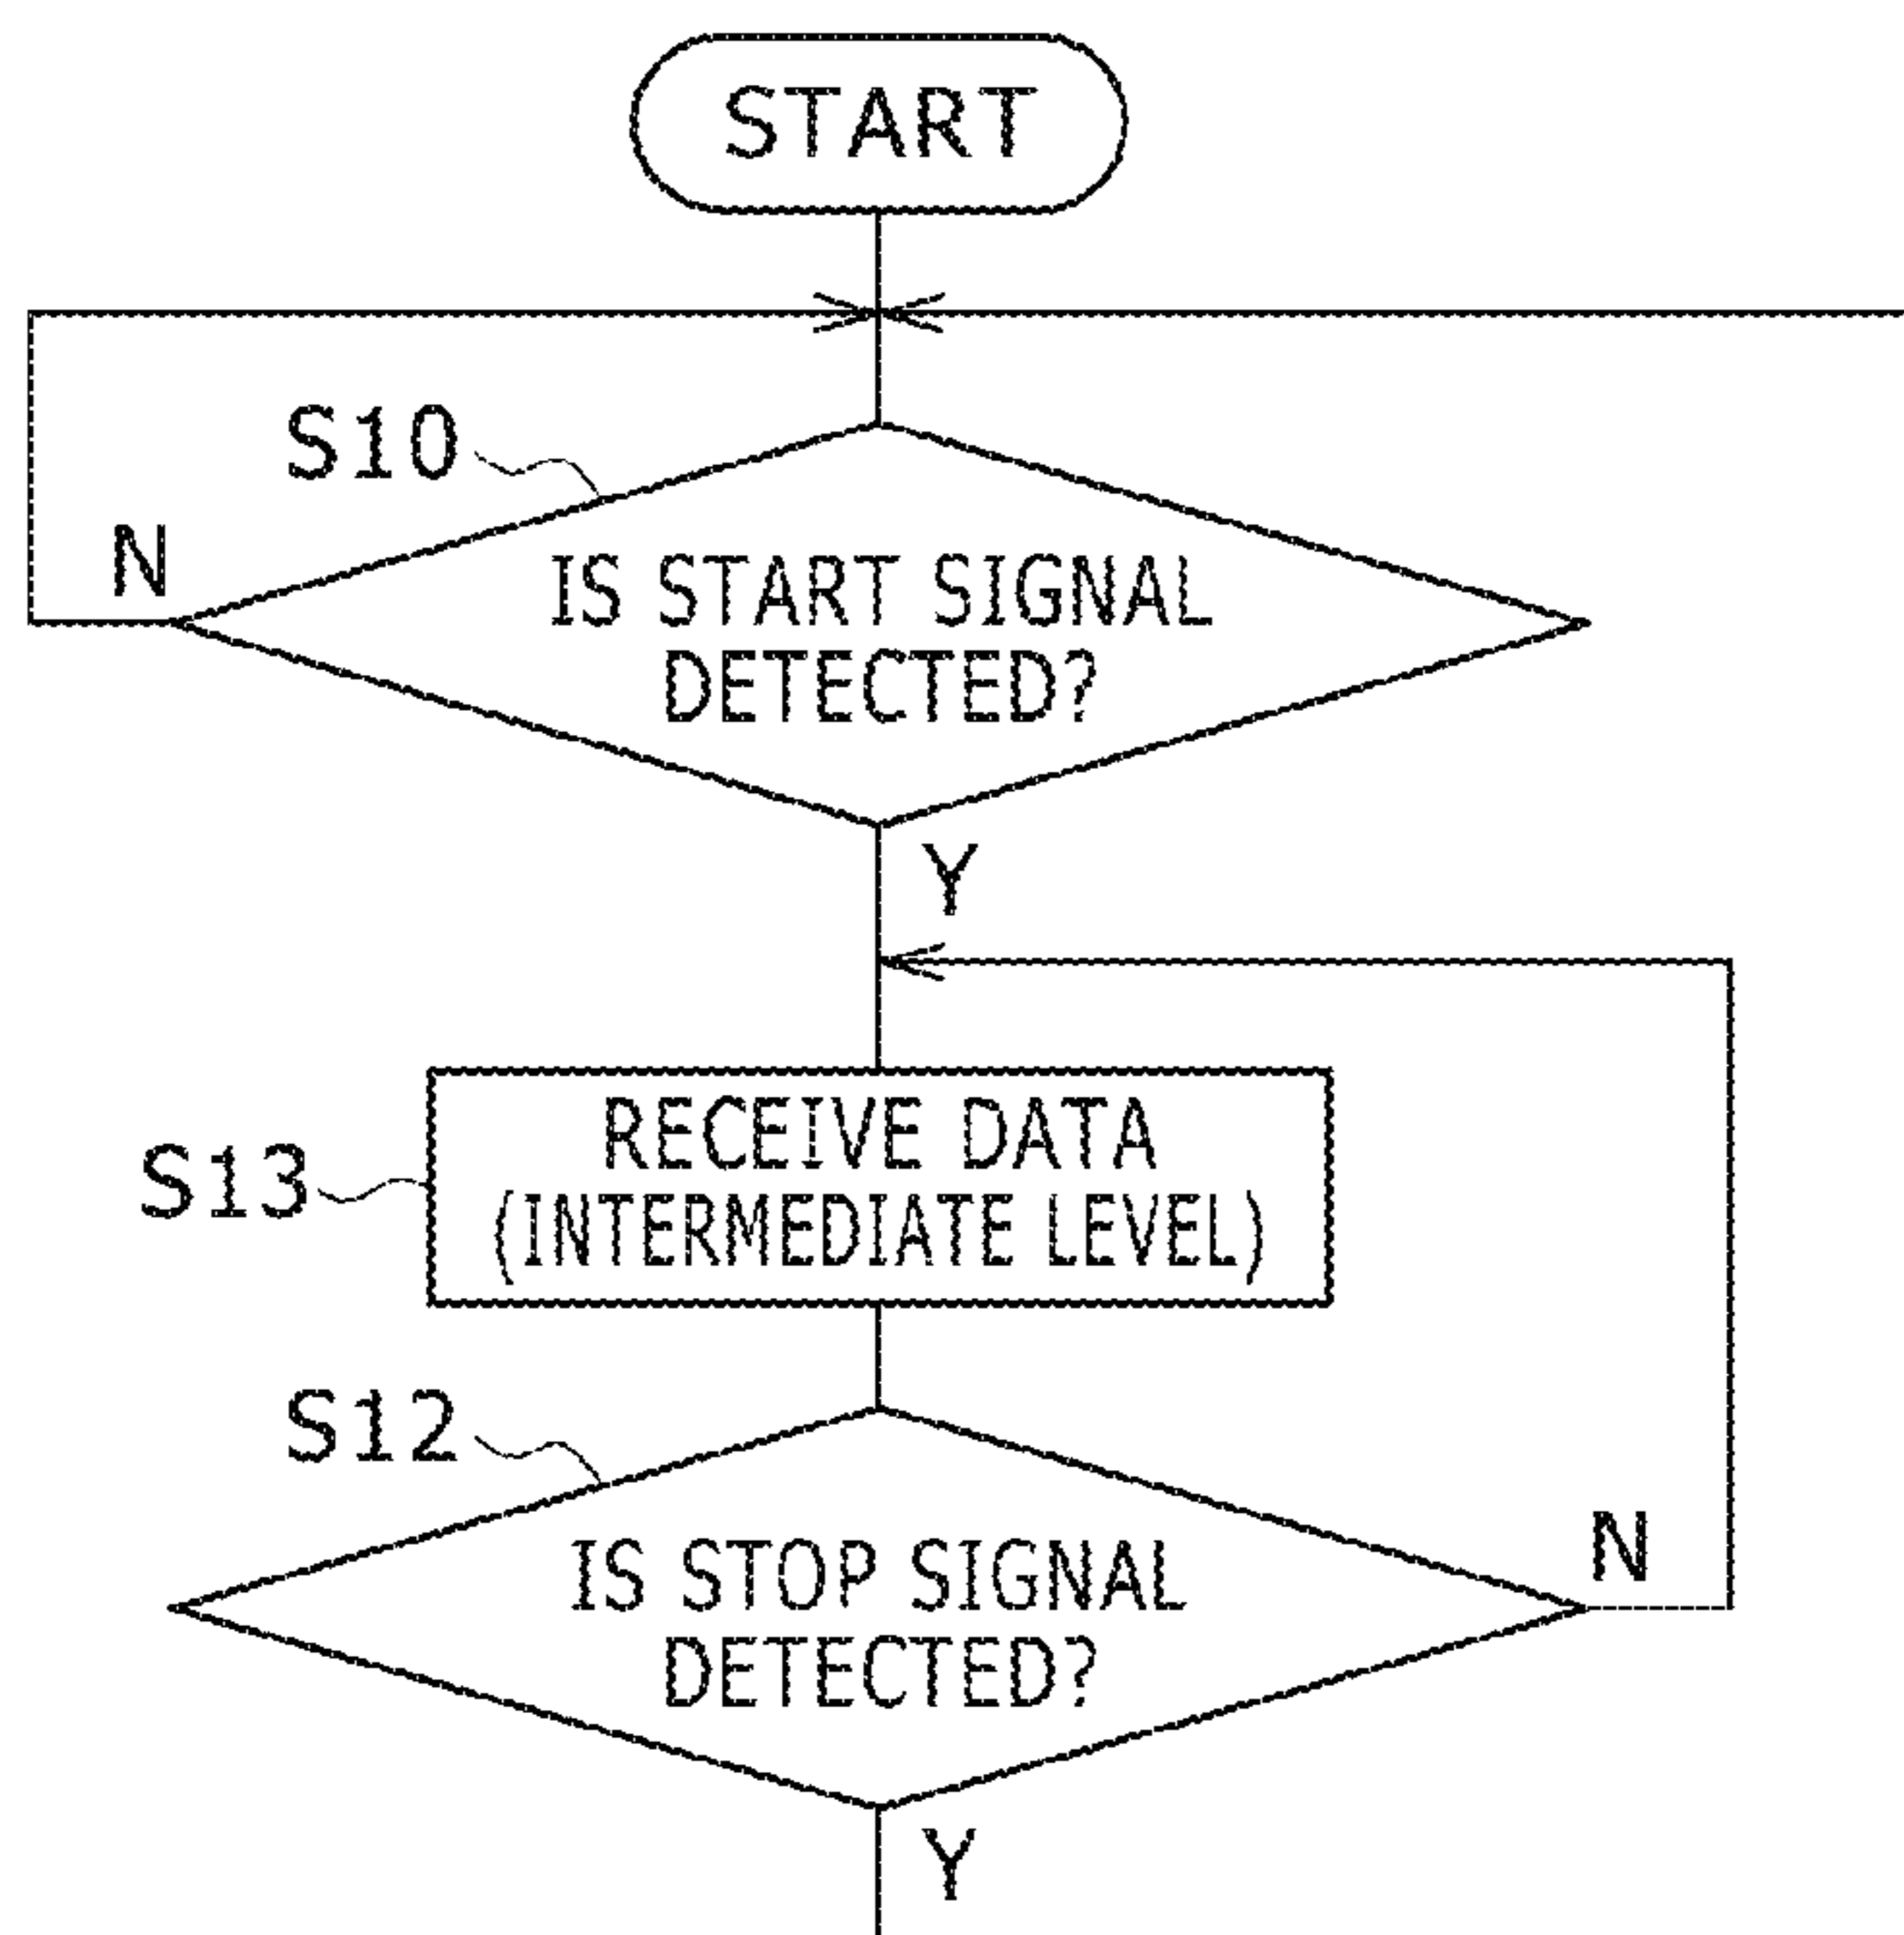 START
S10
N
IS START SIGNAL
DETECTED?
Y
S13
RECEIVE DATA
(INTERMEDIATE LEVEL)
S12
N
IS STOP SIGNAL
DETECTED?
Y